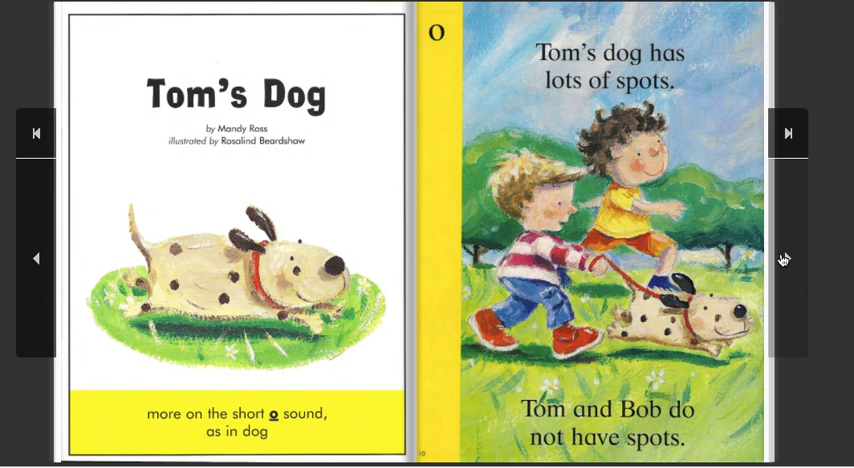 Tom's Dog
by Mandy Ross
illustrated by Rosalind Beardshaw
more on the short o sound,
as in dog
o
Tom's dog has
lots of spots.
Tom and Bob do
not have spots.
10